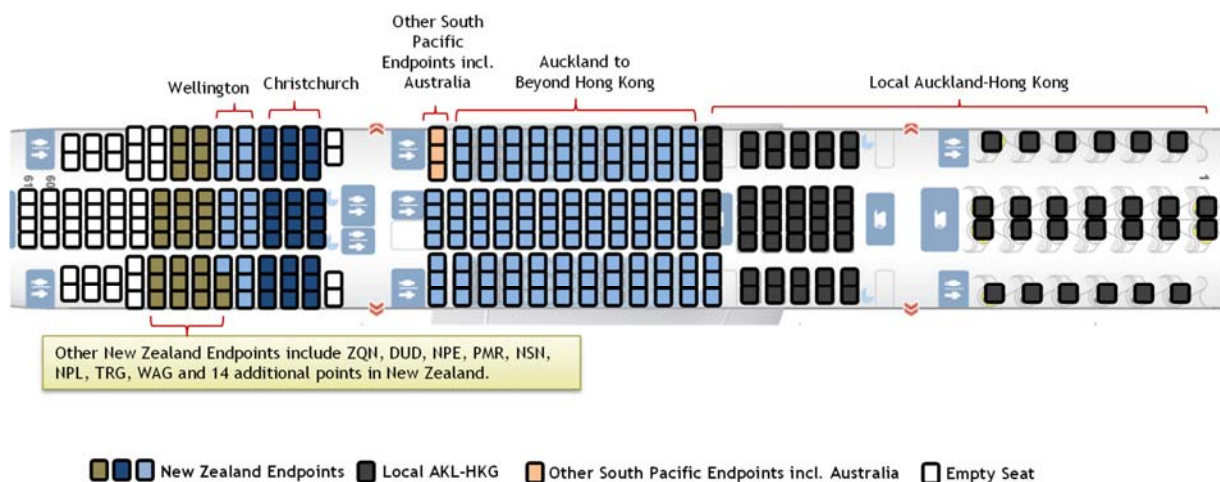 Other South
Pacific
Endpoints incl.
Australia
Auckland to
Beyond Hong Kong
Local Auckland-Hong Kong
Wellington
Christchurch
61
60
1
Other New Zealand Endpoints include ZQN, DUD, NPE, PMR, NSN,
NPL, TRG, WAG and 14 additional points in New Zealand.
New Zealand Endpoints
Local AKL-HKG
Other South Pacific Endpoints incl. Australia
Empty Seat